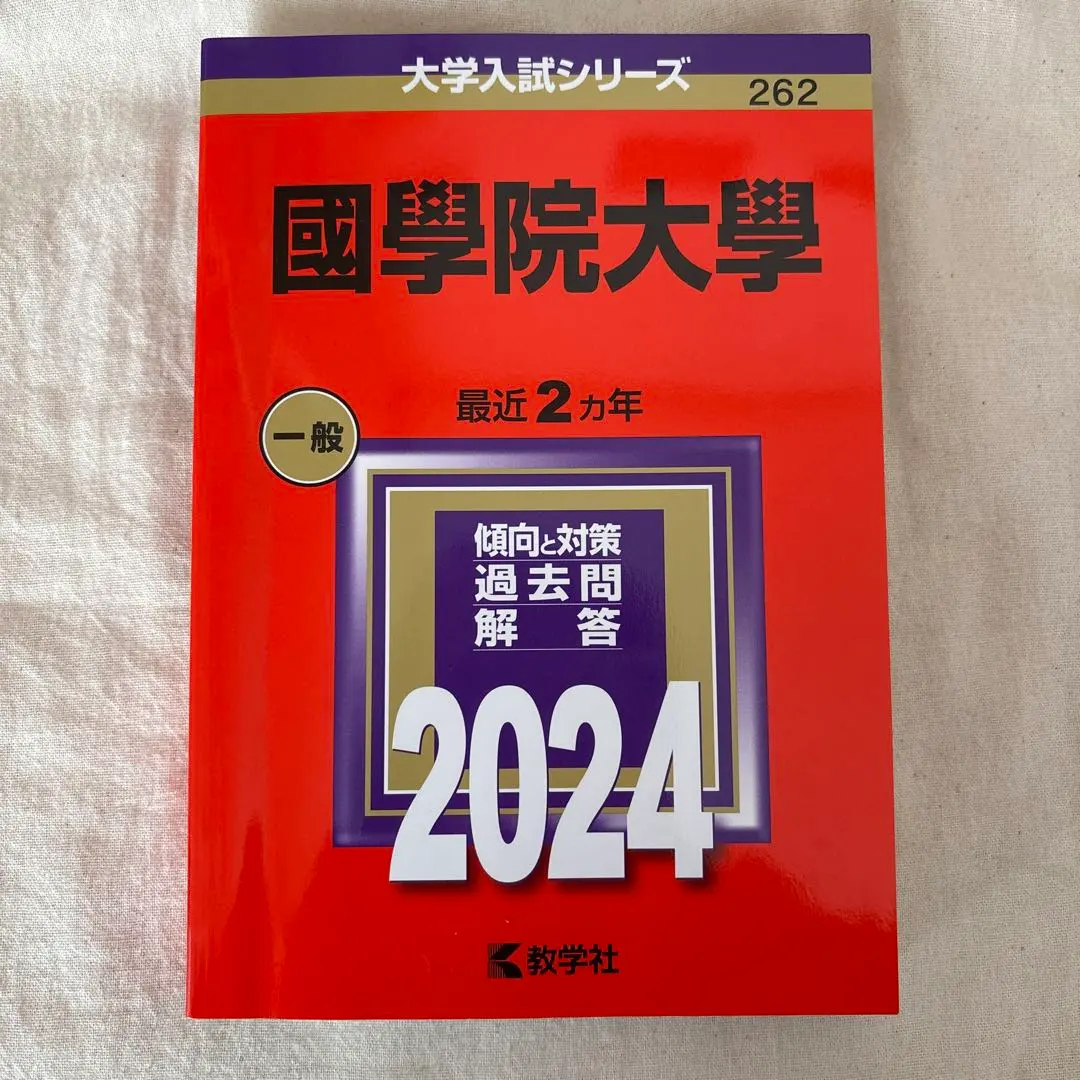 大学入試シリーズ
262
國學院大學
最近2カ年
一般
傾向と対策
過去問
解答
2024
教学社